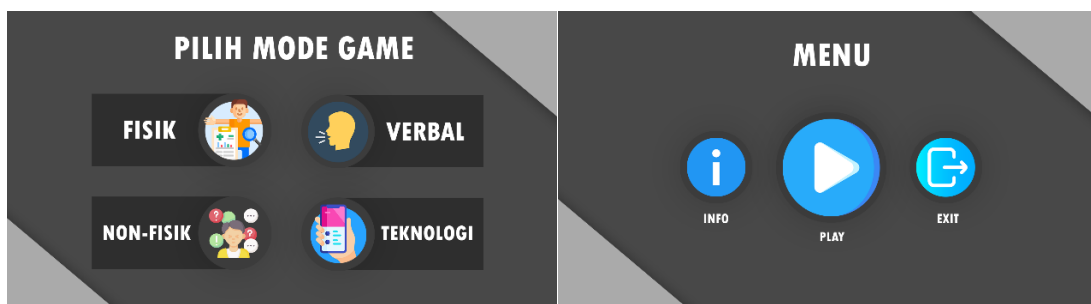 PILIH MODE GAME
FISIK
VERBAL
NON-FISIK
TEKNOLOGI
MENU
INFO
PLAY
EXIT